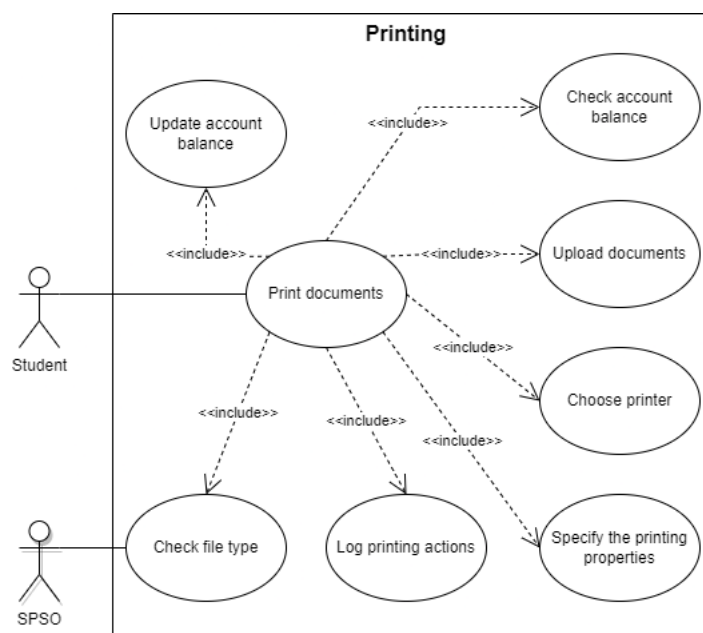 Printing
Check account
balance
<<include>>
Update account
balance
<<include>>
<<include>>
Upload documents
Print documents
Student
<<include>>
Choose printer
<<include>>
<<include>>
<<include>>
Check file type
Log printing actions
Specify the printing
properties
SPSO